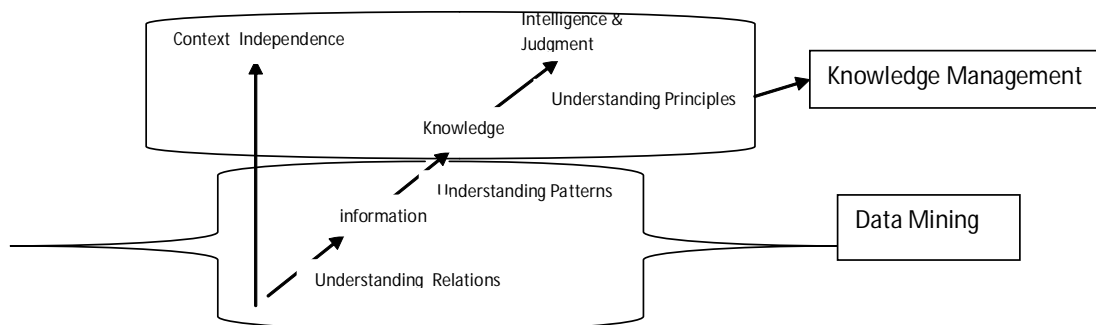 Intelligence &
Judgment
Context Independence
Knowledge Management
Understanding Principles
Knowledge
Understanding Patterns
information
Data Mining
Understanding Relations